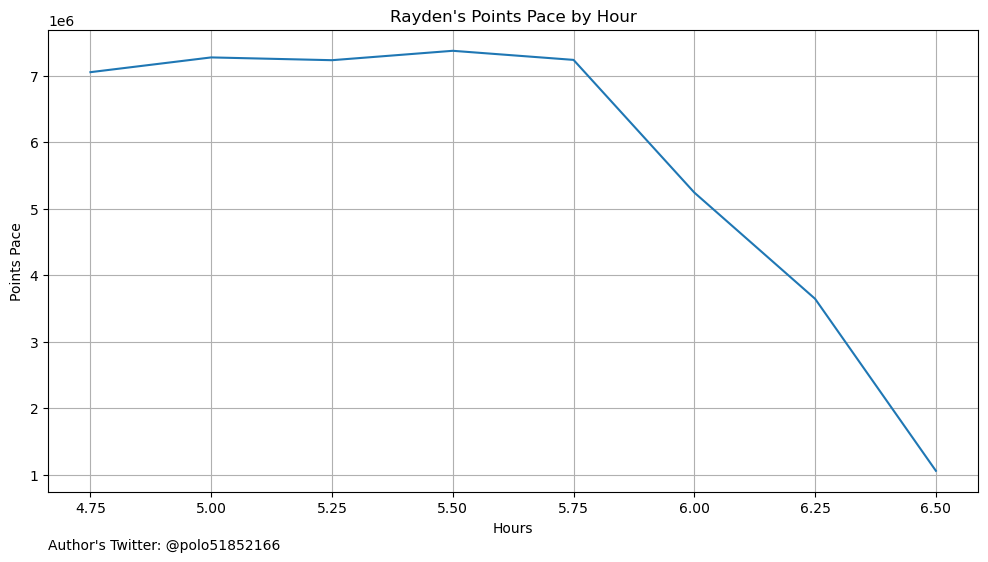 Rayden's Points Pace by Hour
1e6
7
6
5
4
3
2
1
Points Pace
4.75 5.00 5.25 5.50 5.75 6.00 6.25 6.50
Hours
Author's Twitter: @polo51852166